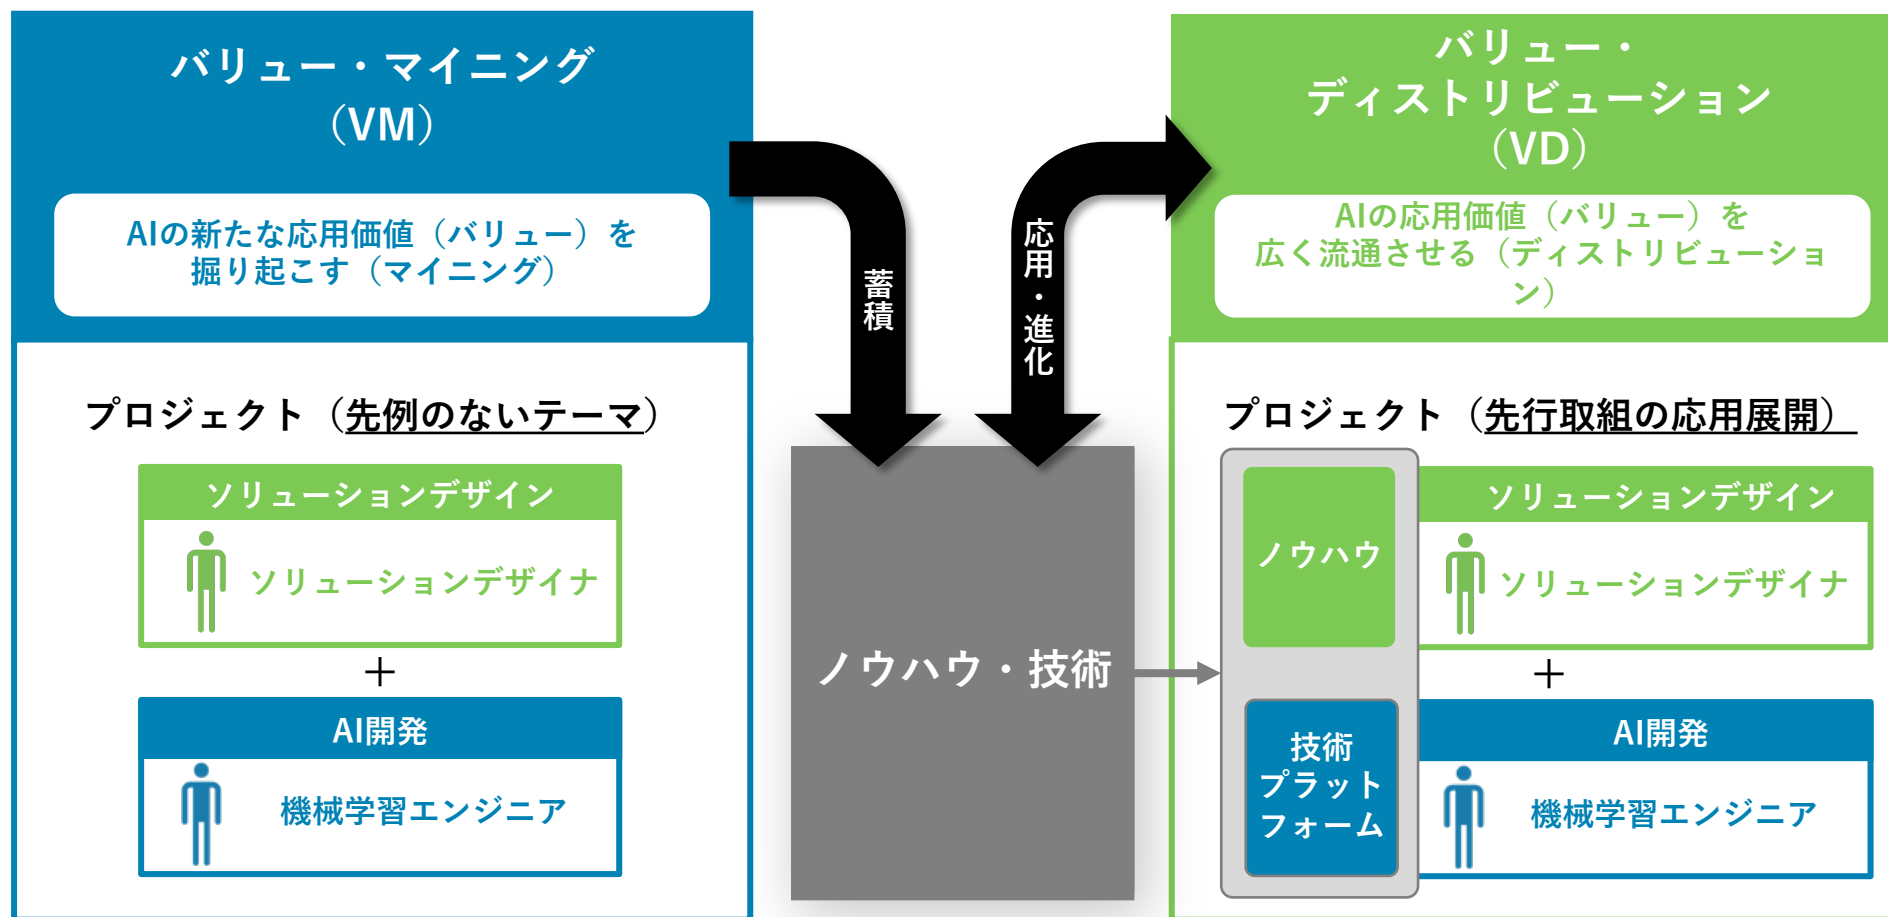 バリュー・マイニング
（VM）
AIの新たな応用価値（バリュー）を
掘り起こす（マイニング）
プロジェクト（先例のないテーマ）
ソリューションデザイン
ソリューションデザイナ
＋
AI開発
機械学習エンジニア
蓄積
応用・進化
ノウハウ・技術
バリュー・
ディストリビューション
（VD）
AIの応用価値（バリュー）を
広く流通させる（ディストリビューショ
ン）
プロジェクト（先行取組の応用展開）
ノウハウ
ソリューションデザイン
ソリューションデザイナ
＋
技術
プラット
フォーム
AI開発
機械学習エンジニア